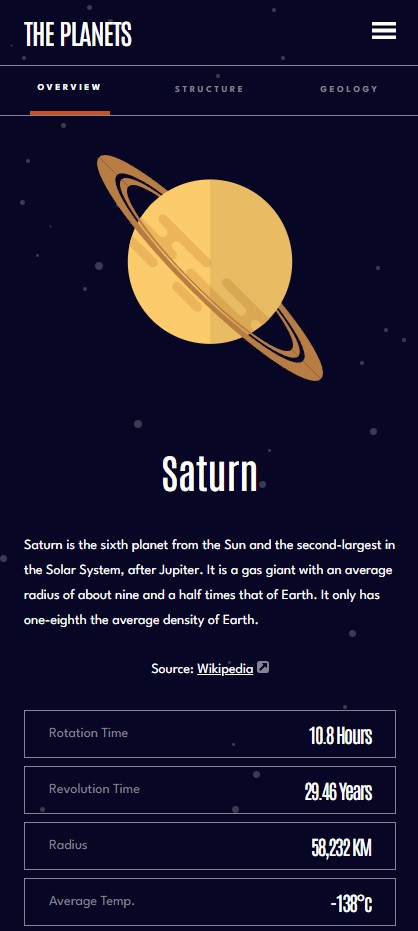 THE PLANETS
OVERVIEW STRUCTURE GEOLOGY
Saturn
Saturn is the sixth planet from the Sun and the second-largest in
the Solar System, after Jupiter. It is a gas giant with an average
radius of about nine and a half times that of Earth. It only has
one-eighth the average density of Earth.
Source: Wikipedia
Rotation Time 10.8 Hours
Revolution Time 29.46 Years
Radius 58,232 KM
Average Temp. -138°c